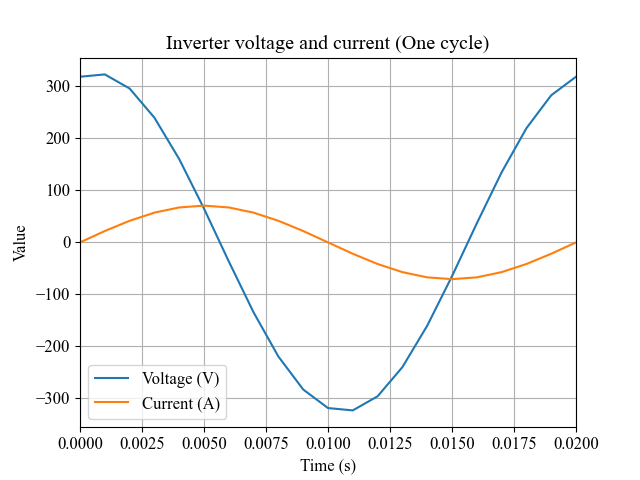 Inverter voltage and current (One cycle)
300
200
100
0
−100
−200
−300
Value
Voltage (V)
Current (A)
0.0000 0.0025 0.0050 0.0075 0.0100 0.0125 0.0150 0.0175 0.0200
Time (s)